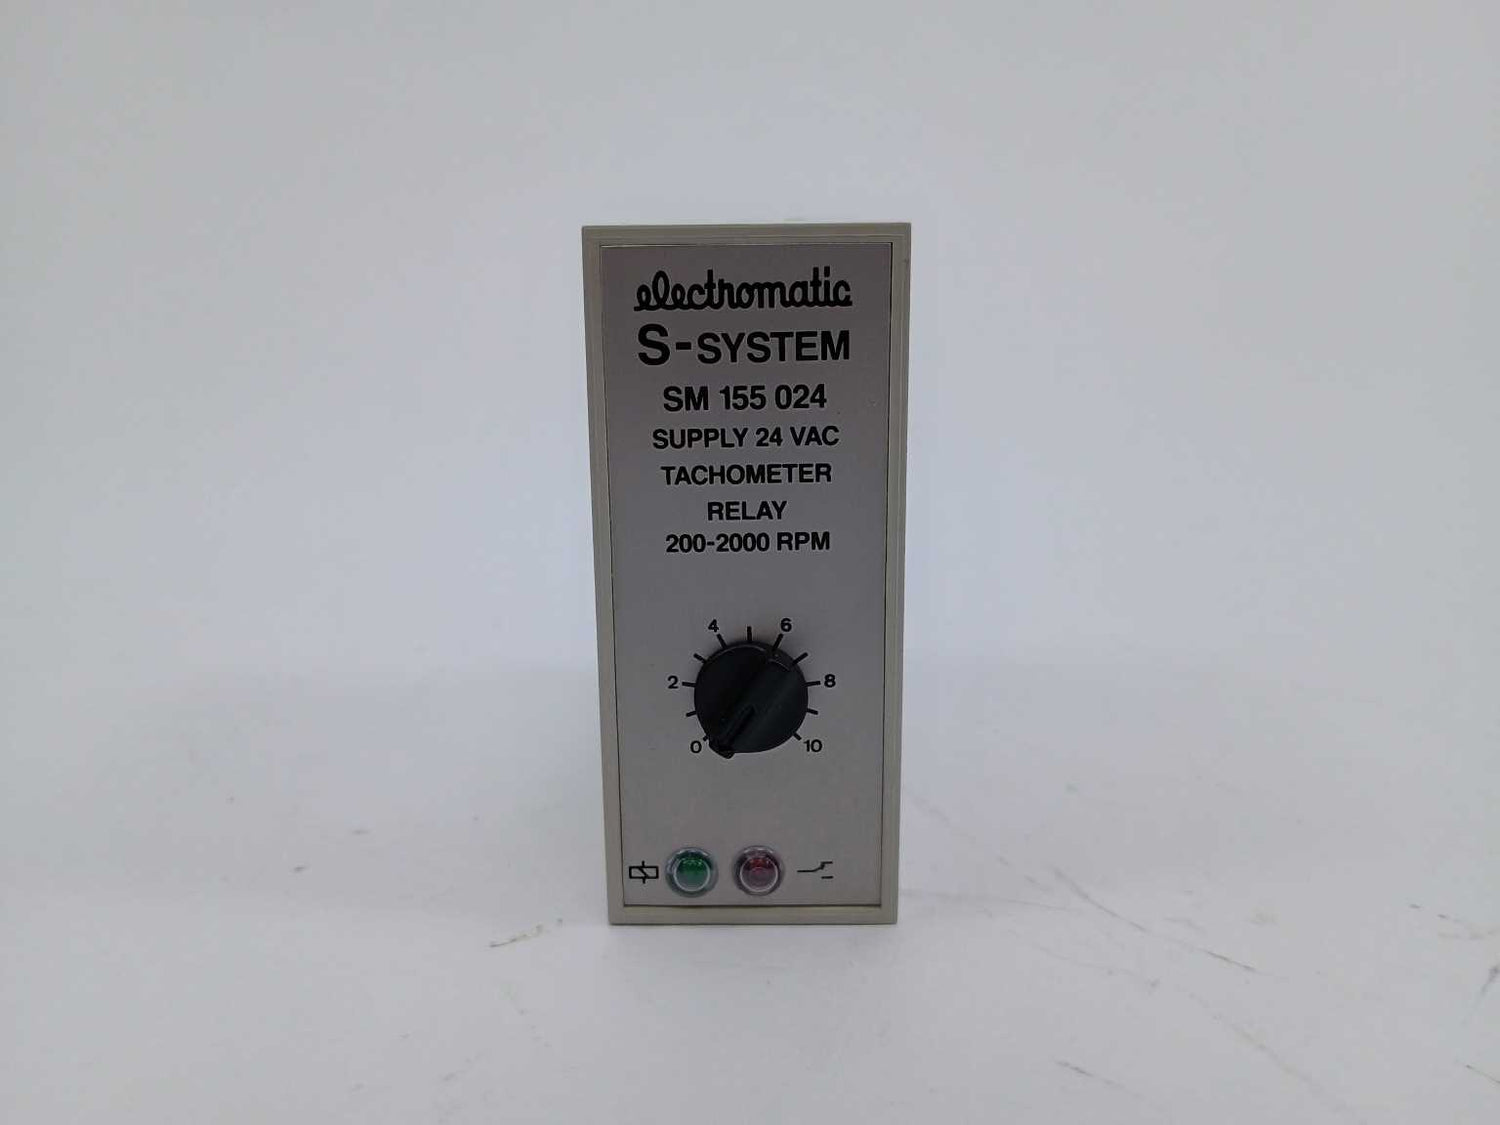 electromatic
S-SYSTEM
SM 155 024
SUPPLY 24 VAC
TACHOMETER
RELAY
200-2000 RPM
4 6
2 8
0 10